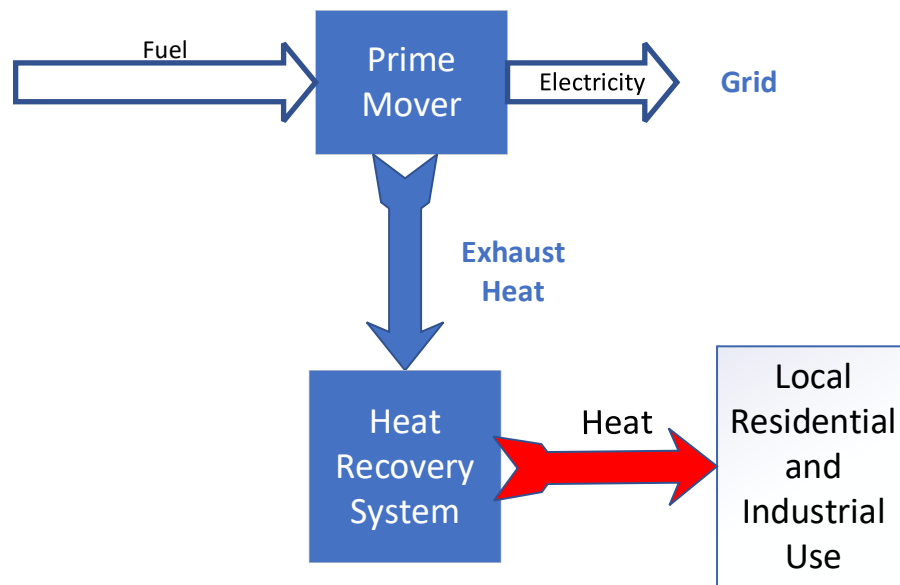 Fuel
Prime
Mover
Electricity
Grid
Exhaust
Heat
Heat
Recovery
System
Heat
Local
Residential
and
Industrial
Use